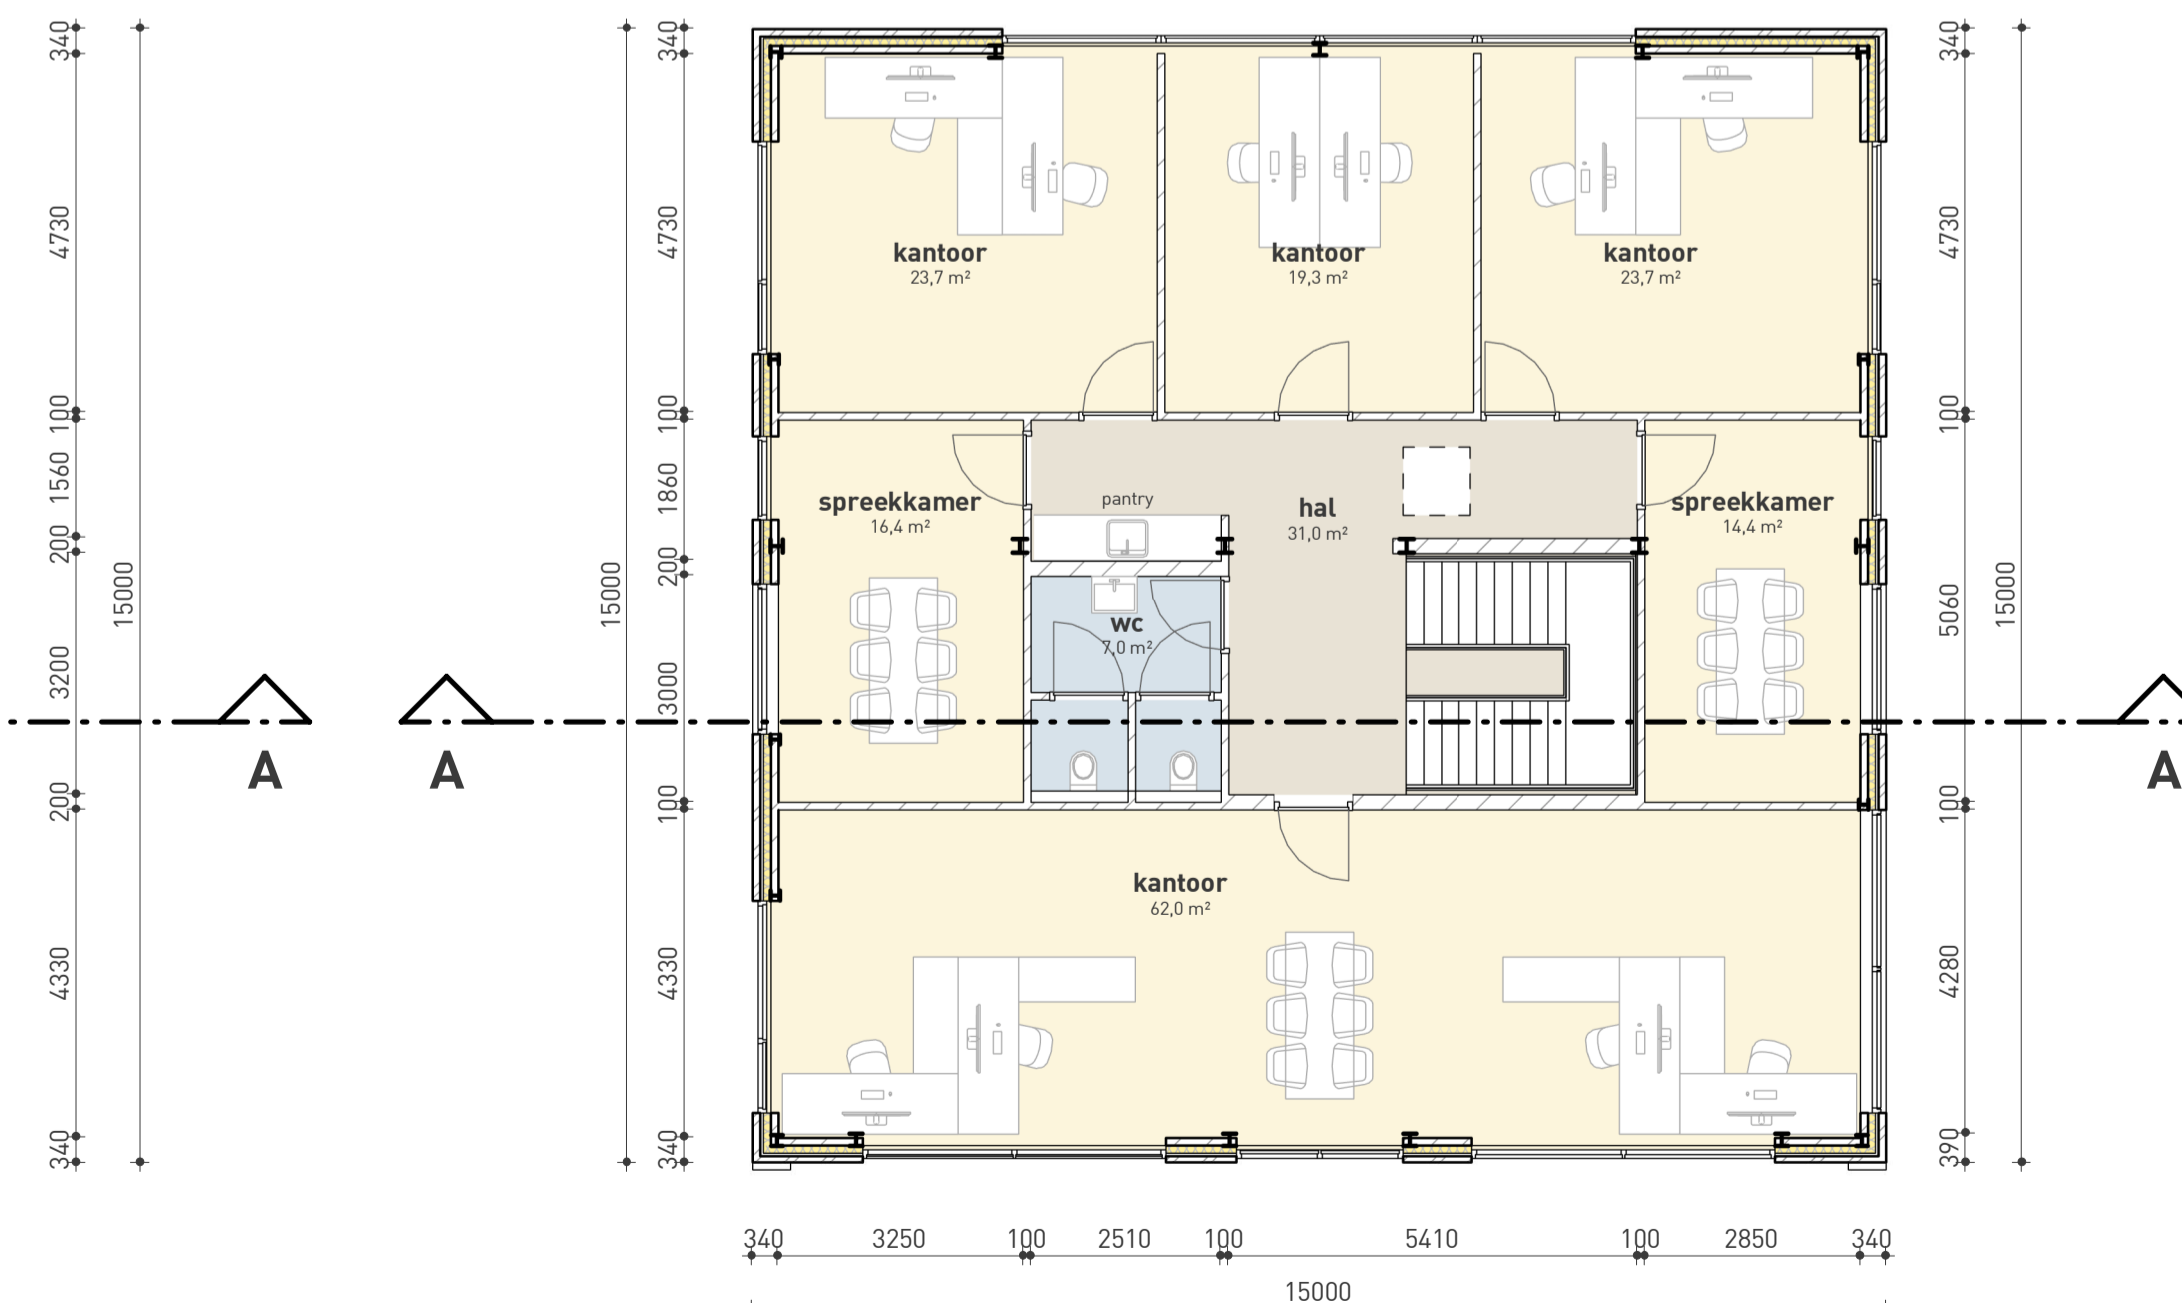 340
4730
100
1560
200
3200
200
4330
340
15000
15000
340
4730
100
1860
200
3000
100
4330
340
A
A
kantoor
23,7 m²
kantoor
19,3 m²
kantoor
23,7 m²
spreekkamer
16,4 m²
pantry
hal
31,0 m²
spreekkamer
14,4 m²
wc
7,0 m²
kantoor
62,0 m²
340
4730
100
5060
100
4280
390
15000
A
340 3250 100 2510 100 5410 100 2850 340
15000